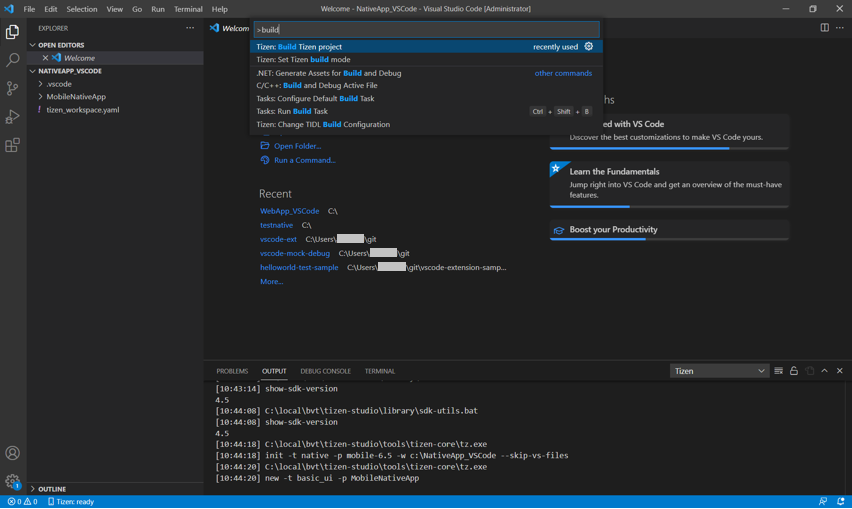 File Edit Selection View Go Run Terminal Help
Welcome - NativeApp_VSCode - Visual Studio Code [Administrator]
EXPLORER
OPEN EDITORS
Welcome
NATIVEAPP_VSCODE
.vscode
MobileNativeApp
! tizen_workspace.yaml
OUTLINE
Welcom
>build
Tizen: Build Tizen project recently used
Tizen: Set Tizen build mode
.NET: Generate Assets for Build and Debug other commands
C/C++: Build and Debug Active File
Tasks: Configure Default Build Task
Tasks: Run Build Task Ctrl + Shift + B
Tizen: Change TIDL Build Configuration
Open Folder...
Run a Command...
Recent
WebApp_VSCode C:\
testnative C:\
vscode-ext C:\Users\ \git
vscode-mock-debug C:\Users\ \git
helloworld-test-sample C:\Users\ \git\vscode-extension-samp...
More...
hs
ed with VS Code
Discover the best customizations to make VS Code yours.
Learn the Fundamentals
Jump right into VS Code and get an overview of the must-have
features.
Boost your Productivity
PROBLEMS OUTPUT DEBUG CONSOLE TERMINAL
Tizen
[10:43:14] show-sdk-version
4.5
[10:44:08] C:\local\bvt\tizen-studio\library\sdk-utils.bat
[10:44:08] show-sdk-version
4.5
[10:44:18] C:\local\bvt\tizen-studio\tools\tizen-core\tz.exe
[10:44:18] init -t native -p mobile-6.5 -w c:\NativeApp_VSCode --skip-vs-files
[10:44:20] C:\local\bvt\tizen-studio\tools\tizen-core\tz.exe
[10:44:20] new -t basic_ui -p MobileNativeApp
1
0 0 Tizen: ready